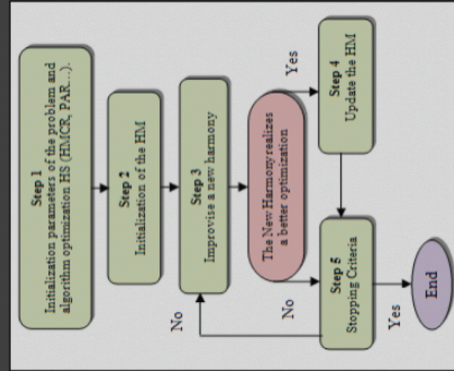 Step 1
Initialization parameters of the problem and
algorithm optimization HS (HMCR, PAR...).
Step 2
Initialization of the HM
Step 3
Improvise a new harmony
The New Harmony realizes
a better optimization
Yes
Step 4
Update the HM
No
No
Step 5
Stopping Criteria
Yes
End